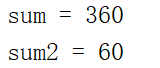 sum = 360
sum2 = 60